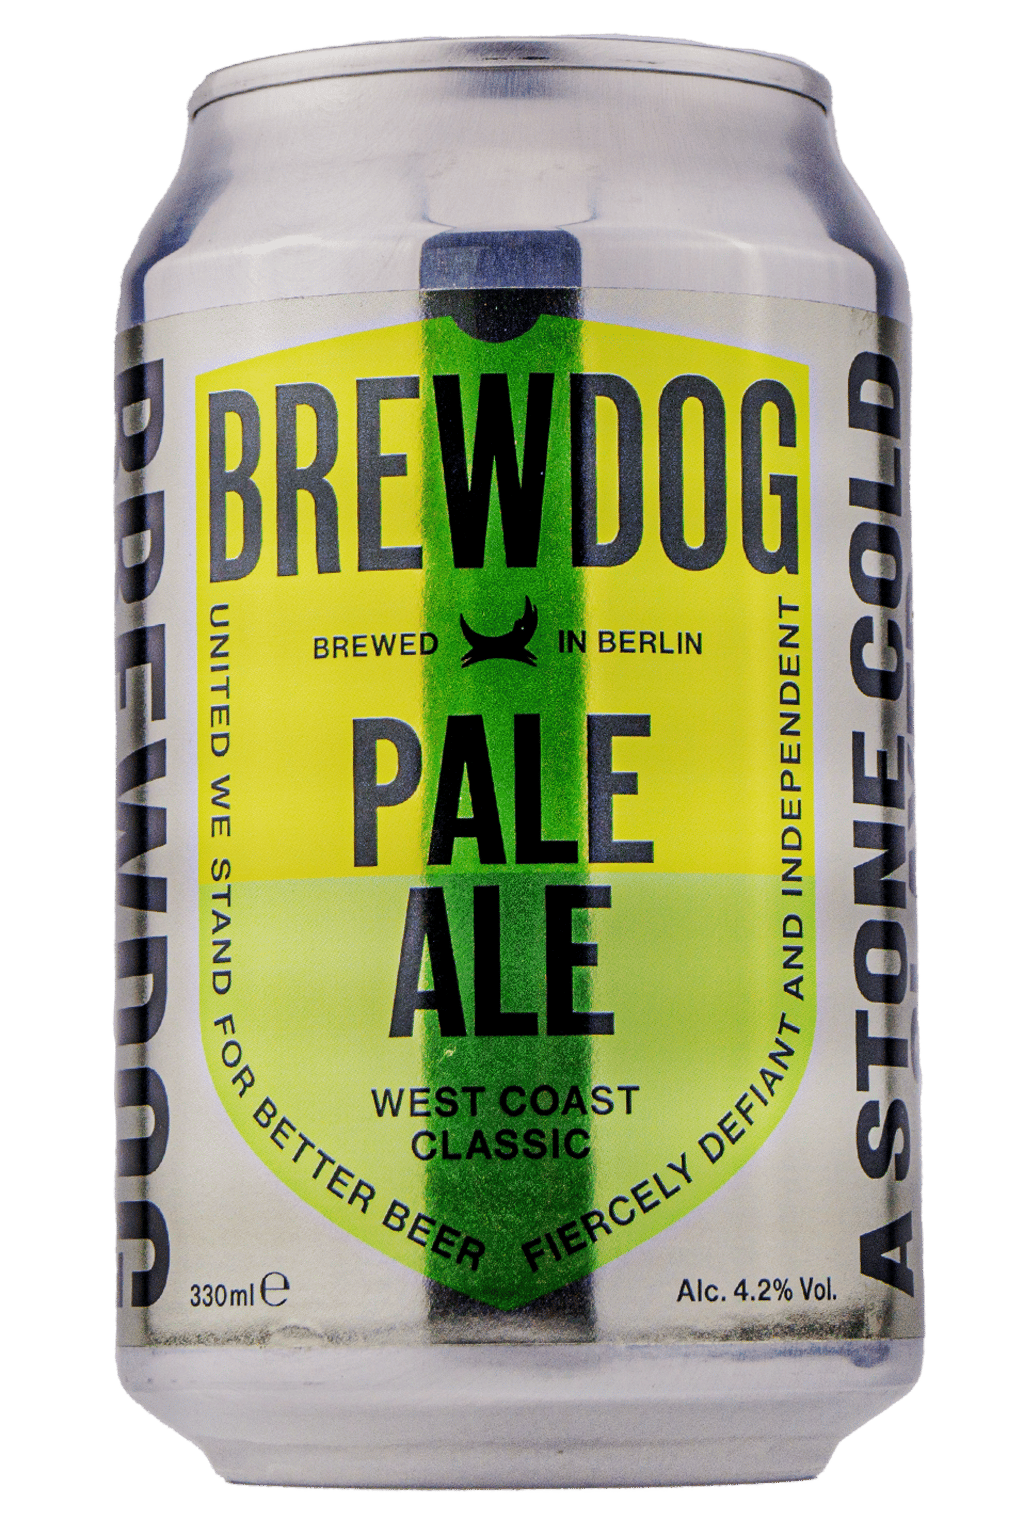 BREWDOG
BREWED IN BERLIN
PALE
ALE
WEST COAST
CLASSIC
UNITED WE STAND FOR BETTER BEER
FIERCELY DEFIANT AND INDEPENDENT
330ml e
Alc. 4.2% Vol.
BREWDOG
A STONE COLD